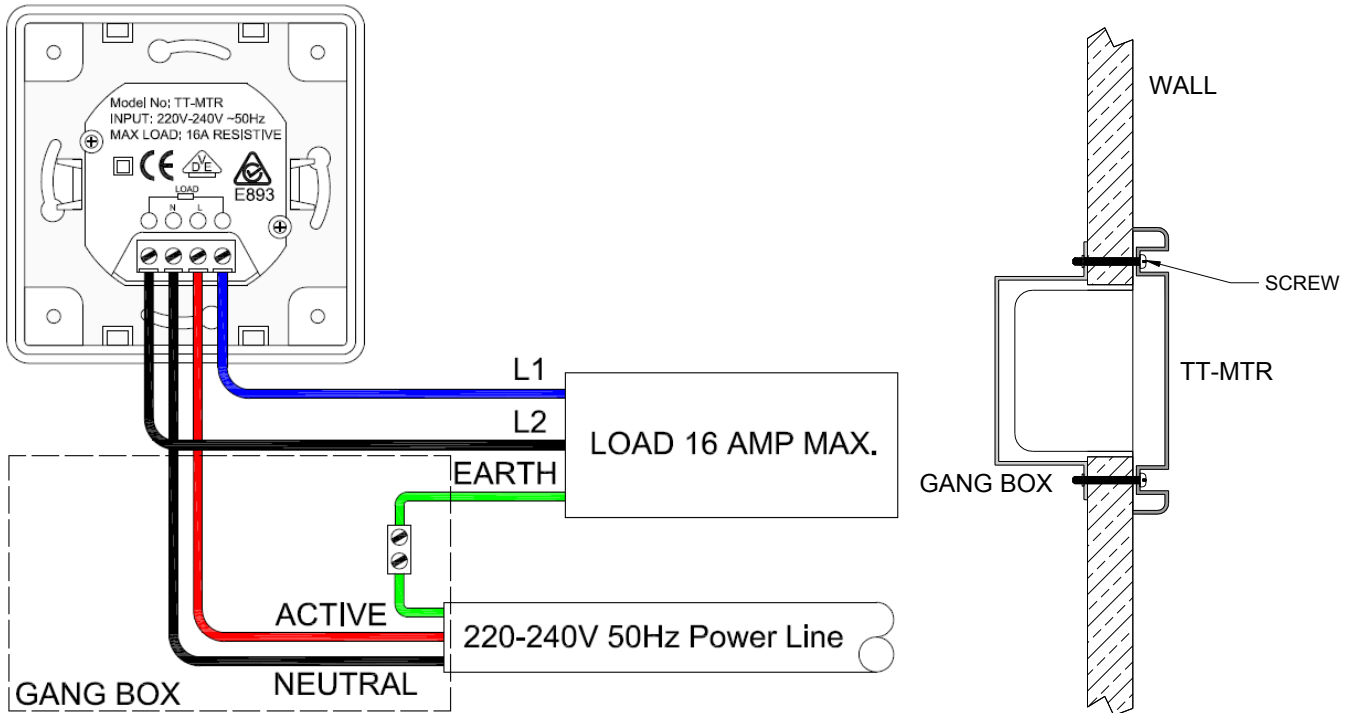 Model No: TT-MTR
INPUT: 220V-240V ~50Hz
MAX LOAD: 16A RESISTIVE
CE
VDE
E893
LOAD
N L
L1
L2
LOAD 16 AMP MAX.
EARTH
ACTIVE
220-240V 50Hz Power Line
NEUTRAL
GANG BOX
WALL
SCREW
TT-MTR
GANG BOX